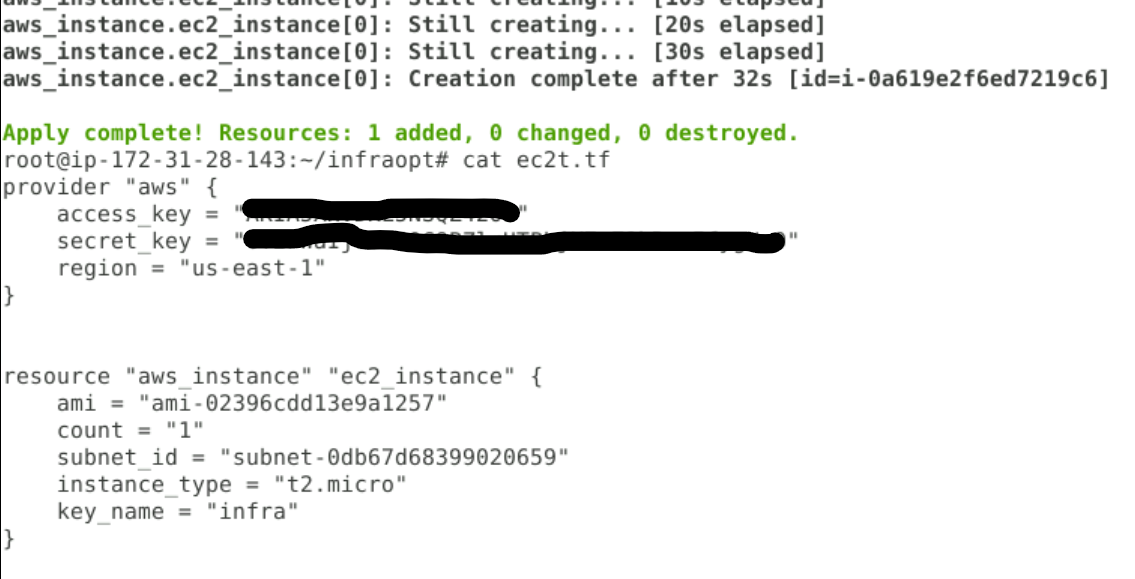 aws_instance.ec2_instance[0]: Still creating... [10s elapsed]
aws_instance.ec2_instance[0]: Still creating... [20s elapsed]
aws_instance.ec2_instance[0]: Still creating... [30s elapsed]
aws_instance.ec2_instance[0]: Creation complete after 32s [id=i-0a619e2f6ed7219c6]
Apply complete! Resources: 1 added, 0 changed, 0 destroyed.
root@ip-172-31-28-143:~/infraopt# cat ec2t.tf
provider "aws" {
access_key = ""
secret_key = ""
region = "us-east-1"
}
resource "aws_instance" "ec2_instance" {
ami = "ami-02396cdd13e9a1257"
count = "1"
subnet_id = "subnet-0db67d68399020659"
instance_type = "t2.micro"
key_name = "infra"
}